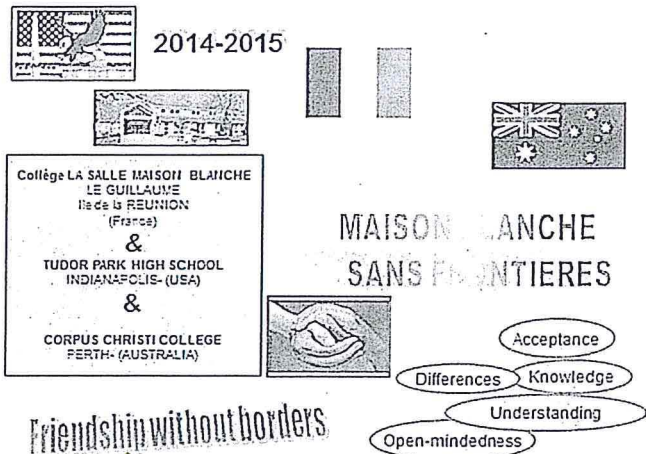 2014-2015
Collège LA SALLE MAISON BLANCHE
LE GUILLAUME
Ile de la REUNION
(France)
&
TUDOR PARK HIGH SCHOOL
INDIANAPOLIS- (USA)
&
CORPUS CHRISTI COLLEGE
PERTH- (AUSTRALIA)
MAISON
SANS
Acceptance
Differences
Knowledge
Understanding
Open-mindedness
Friendship without borders